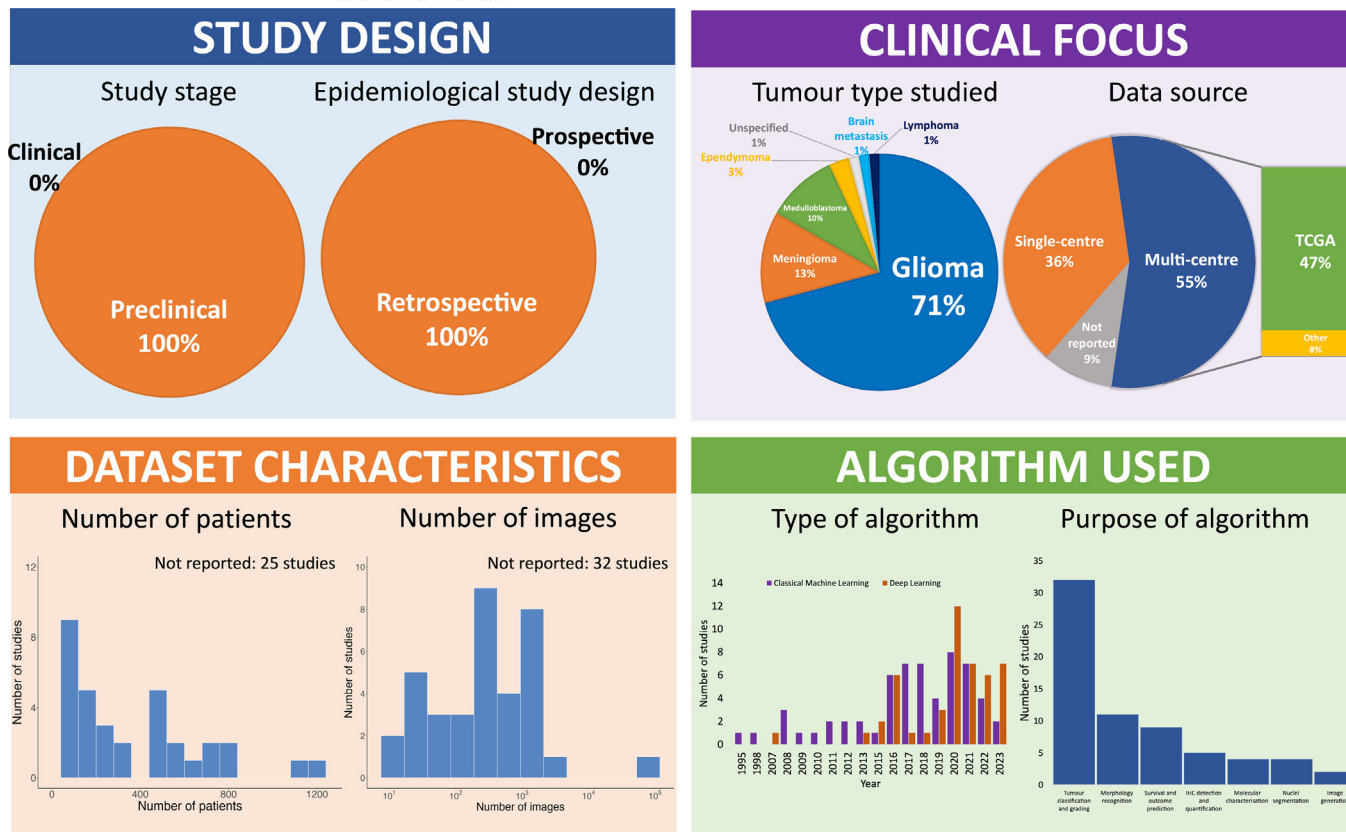 STUDY DESIGN
Study stage
Epidemiological study design
Clinical
0%
Prospective
0%
Preclinical
100%
Retrospective
100%
CLINICAL FOCUS
Tumour type studied
Data source
Unspecified
1%
Brain
metastasis
1%
Lymphoma
1%
Ependymoma
3%
Medulloblastoma
10%
Meningioma
13%
Glioma
71%
Single-centre
36%
Multi-centre
55%
Not
reported
9%
TCGA
47%
Other
8%
DATASET CHARACTERISTICS
Number of patients
Not reported: 25 studies
Number of studies
12
8
4
0
0 400 800 1200
Number of patients
Number of images
Not reported: 32 studies
Number of studies
10
8
6
4
2
0
10¹ 10² 10³ 10⁴ 10⁵
Number of images
ALGORITHM USED
Type of algorithm
Classical Machine Learning Deep Learning
Number of studies
14
12
10
8
6
4
2
0
1995 1998 2007 2008 2009 2010 2011 2012 2013 2015 2016 2017 2018 2019 2020 2021 2022 2023
Year
Purpose of algorithm
Number of studies
35
30
25
20
15
10
5
0
Tumour
classification
and grading
Morphology
recognition
Survival and
outcome
prediction
IHC detection
and
quantification
Molecular
characterisation
Nuclei
segmentation
Image
generation